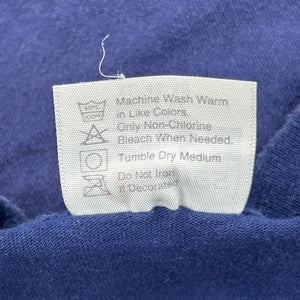 Machine Wash Warm
in Like Colors.
Only Non-Chlorine
Bleach When Needed.
Tumble Dry Medium
Do Not Iron
If Decorated